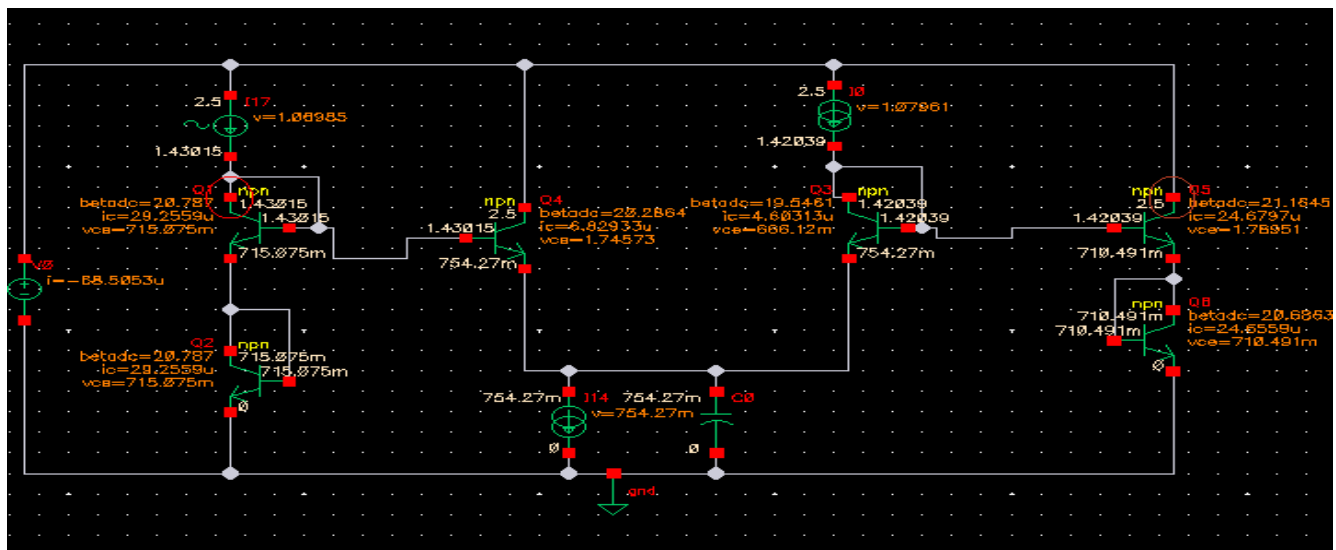 2.5
I17
v=1.06985
1.43015
Q1
npn
betadc=20.787
1.43015
ic=29.2559u
1.43015
vce=715.075m
715.075m
V3
i=-68.5053u
Q2
npn
betadc=20.787
715.075m
ic=29.2559u
715.075m
vce=715.075m
0
npn
Q4
2.5
betadc=20.2864
1.43015
ic=6.82933u
vce=1.74573
754.27m
754.27m
I14
v=754.27m
0
754.27m
C0
.0
gnd
2.5
I0
v=1.07961
1.42039
Q3
npn
betadc=19.5461
1.42039
ic=4.60313u
1.42039
vce=666.12m
754.27m
npn
Q5
2.5
betadc=21.1645
1.42039
ic=24.6797u
vce=1.78951
710.491m
npn
Q6
710.491m
betadc=20.6863
710.491m
ic=24.6559u
vce=710.491m
0